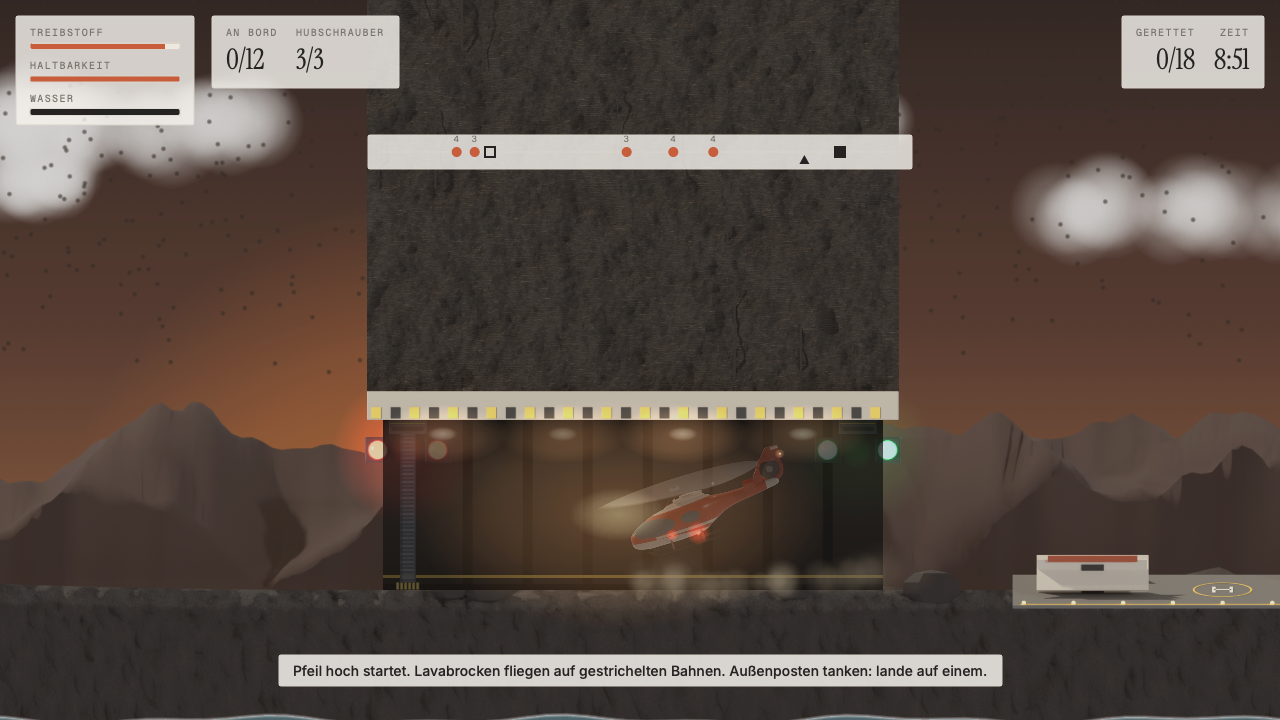 TREIBSTOFF
HALTBARKEIT
WASSER
AN BORD HUBSCHRAUBER
0/12 3/3
GERETTET ZEIT
0/18 8:51
4 3 3 4 4
Pfeil hoch startet. Lavabrocken fliegen auf gestrichelten Bahnen. Außenposten tanken: lande auf einem.